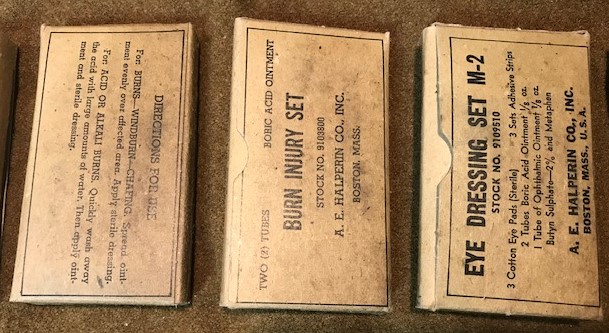 DIRECTIONS FOR USE
For: BURNS—WINDBURN—CHAFING. Spread oint-
ment evenly over affected area. Apply sterile dressing.
For: ACID OR ALKALI BURNS. Quickly wash away
the acid with large amounts of water. Then apply oint-
ment and sterile dressing.
TWO (2) TUBES BORIC ACID OINTMENT
BURN INJURY SET
STOCK NO. 9103800
A. E. HALPERIN CO., INC.
BOSTON, MASS.
EYE DRESSING SET M-2
STOCK NO. 9109510
3 Cotton Eye Pads (Sterile) 3 Sets Adhesive Strips
2 Tubes Boric Acid Ointment 1/8 oz.
1 Tube of Ophthalmic Ointment 1/8 oz.
Butyn Sulphate—2% and Metaphen
A. E. HALPERIN CO., INC.
BOSTON, MASS., U. S. A.